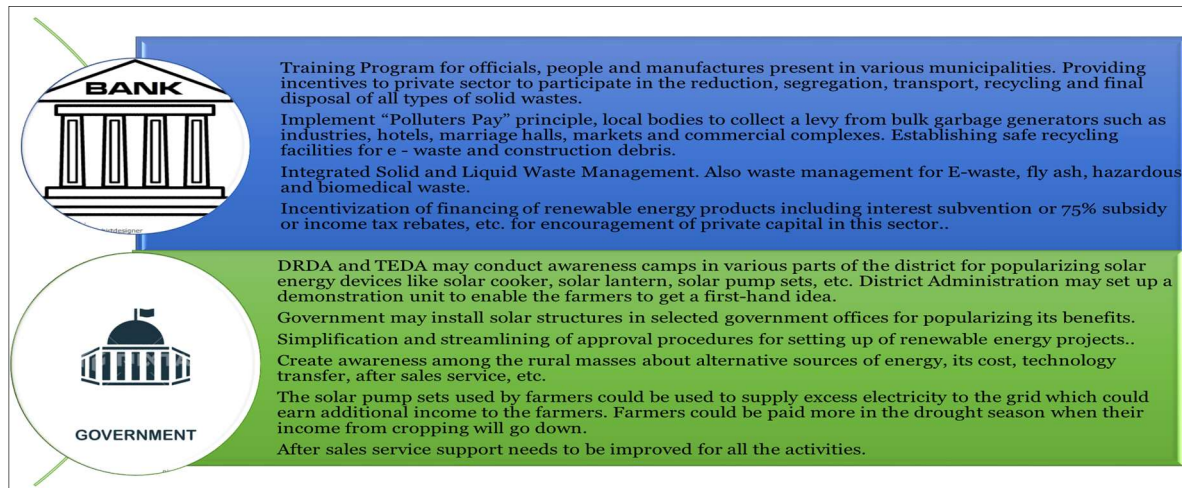 BANK
Training Program for officials, people and manufactures present in various municipalities. Providing
incentives to private sector to participate in the reduction, segregation, transport, recycling and final
disposal of all types of solid wastes.
Implement “Polluters Pay” principle, local bodies to collect a levy from bulk garbage generators such as
industries, hotels, marriage halls, markets and commercial complexes. Establishing safe recycling
facilities for e - waste and construction debris.
Integrated Solid and Liquid Waste Management. Also waste management for E-waste, fly ash, hazardous
and biomedical waste.
Incentivization of financing of renewable energy products including interest subvention or 75% subsidy
or income tax rebates, etc. for encouragement of private capital in this sector..
GOVERNMENT
DRDA and TEDA may conduct awareness camps in various parts of the district for popularizing solar
energy devices like solar cooker, solar lantern, solar pump sets, etc. District Administration may set up a
demonstration unit to enable the farmers to get a first-hand idea.
Government may install solar structures in selected government offices for popularizing its benefits.
Simplification and streamlining of approval procedures for setting up of renewable energy projects..
Create awareness among the rural masses about alternative sources of energy, its cost, technology
transfer, after sales service, etc.
The solar pump sets used by farmers could be used to supply excess electricity to the grid which could
earn additional income to the farmers. Farmers could be paid more in the drought season when their
income from cropping will go down.
After sales service support needs to be improved for all the activities.